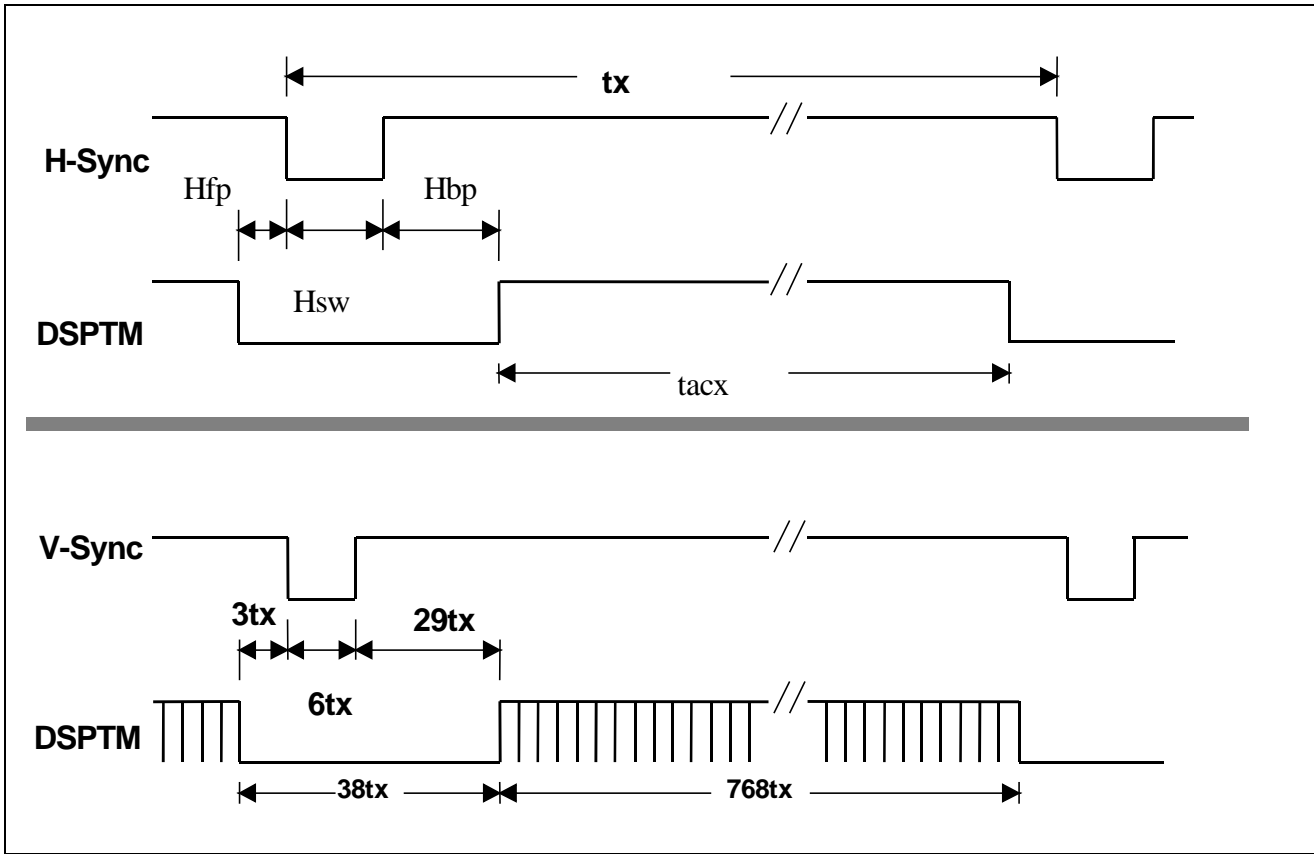 tx
H-Sync
Hfp
Hbp
Hsw
DSPTM
tacx
V-Sync
3tx
29tx
6tx
DSPTM
38tx
768tx